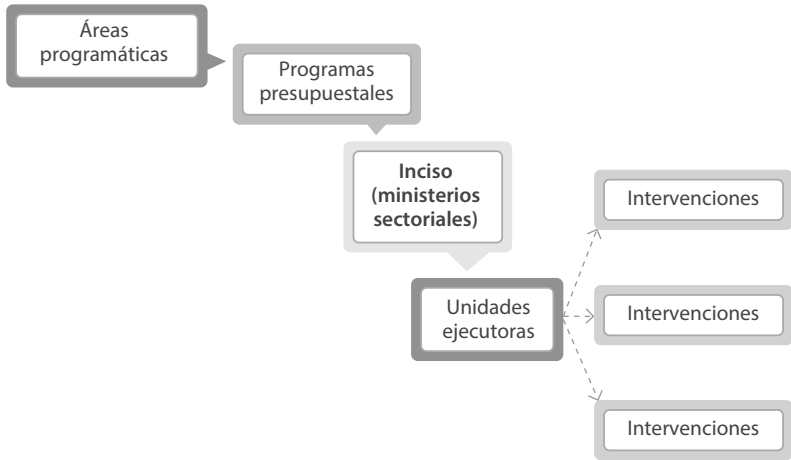 Áreas
programáticas
Programas
presupuestales
Inciso
(ministerios
sectoriales)
Unidades
ejecutoras
Intervenciones
Intervenciones
Intervenciones